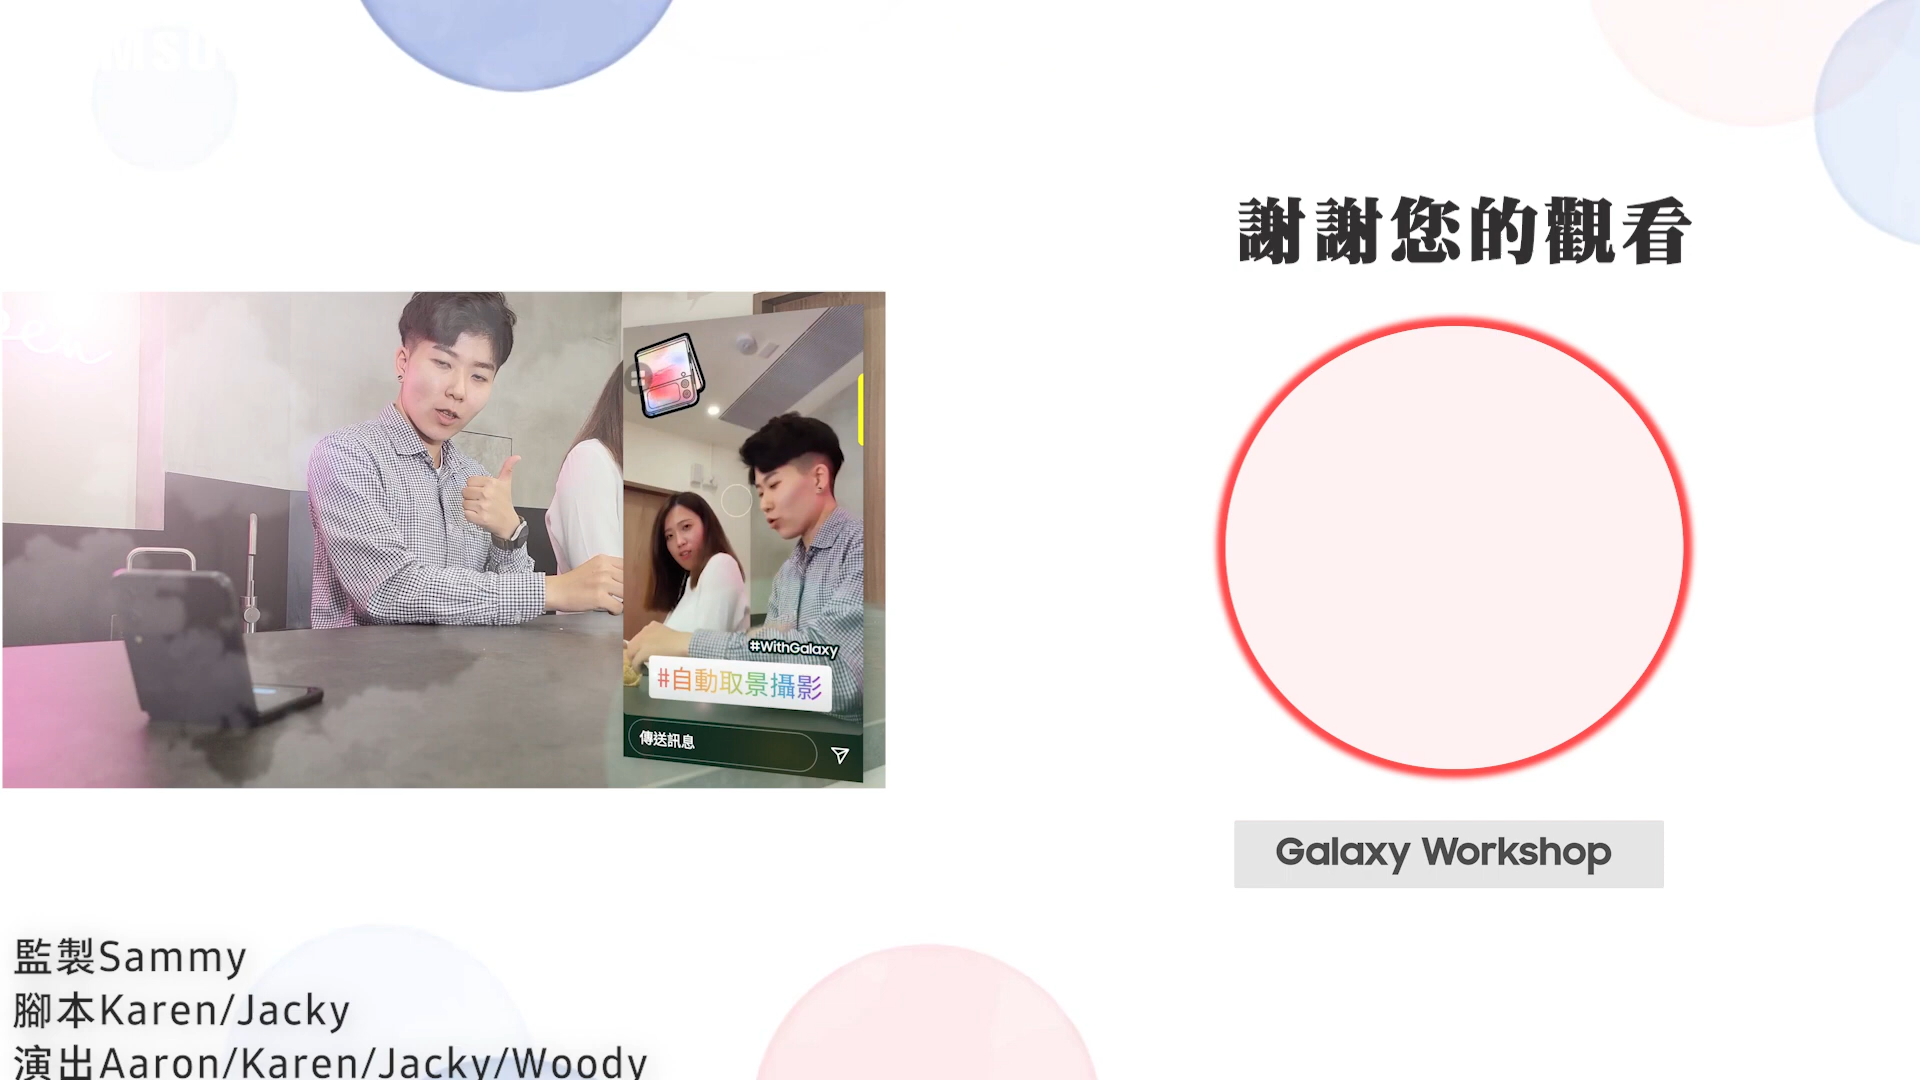 謝謝您的觀看
#WithGalaxy
#自動取景攝影
傳送訊息
Galaxy Workshop
監製Sammy
腳本Karen/Jacky
演出Aaron/Karen/Jacky/Woody